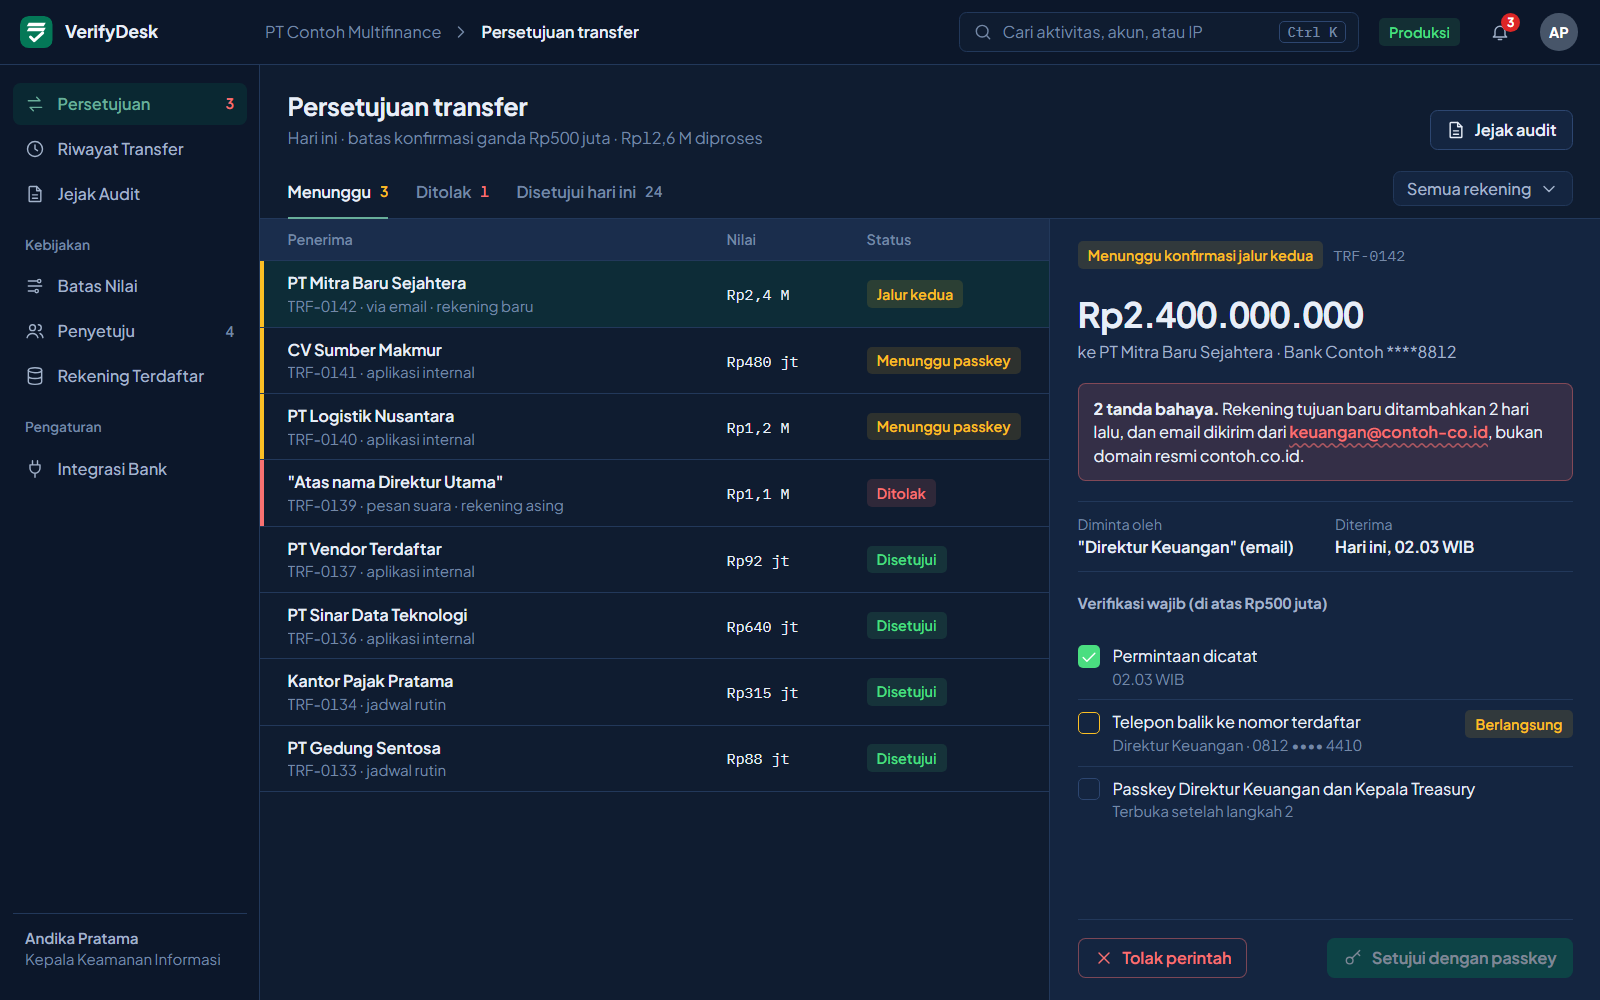 VerifyDesk
PT Contoh Multifinance
Persetujuan transfer
Cari aktivitas, akun, atau IP
Ctrl K
Produksi
3
AP
Persetujuan 3
Riwayat Transfer
Jejak Audit
Kebijakan
Batas Nilai
Penyetuju 4
Rekening Terdaftar
Pengaturan
Integrasi Bank
Andika Pratama
Kepala Keamanan Informasi
Persetujuan transfer
Hari ini · batas konfirmasi ganda Rp500 juta · Rp12,6 M diproses
Jejak audit
Menunggu 3
Ditolak 1
Disetujui hari ini 24
Semua rekening
Penerima Nilai Status
PT Mitra Baru Sejahtera
TRF-0142 · via email · rekening baru
Rp2,4 M
Jalur kedua
CV Sumber Makmur
TRF-0141 · aplikasi internal
Rp480 jt
Menunggu passkey
PT Logistik Nusantara
TRF-0140 · aplikasi internal
Rp1,2 M
Menunggu passkey
"Atas nama Direktur Utama"
TRF-0139 · pesan suara · rekening asing
Rp1,1 M
Ditolak
PT Vendor Terdaftar
TRF-0137 · aplikasi internal
Rp92 jt
Disetujui
PT Sinar Data Teknologi
TRF-0136 · aplikasi internal
Rp640 jt
Disetujui
Kantor Pajak Pratama
TRF-0134 · jadwal rutin
Rp315 jt
Disetujui
PT Gedung Sentosa
TRF-0133 · jadwal rutin
Rp88 jt
Disetujui
Menunggu konfirmasi jalur kedua TRF-0142
Rp2.400.000.000
ke PT Mitra Baru Sejahtera · Bank Contoh ****8812
2 tanda bahaya. Rekening tujuan baru ditambahkan 2 hari
lalu, dan email dikirim dari keuangan@contoh-co.id, bukan
domain resmi contoh.co.id.
Diminta oleh
"Direktur Keuangan" (email)
Diterima
Hari ini, 02.03 WIB
Verifikasi wajib (di atas Rp500 juta)
Permintaan dicatat
02.03 WIB
Telepon balik ke nomor terdaftar
Direktur Keuangan · 0812 •••• 4410
Berlangsung
Passkey Direktur Keuangan dan Kepala Treasury
Terbuka setelah langkah 2
Tolak perintah
Setujui dengan passkey